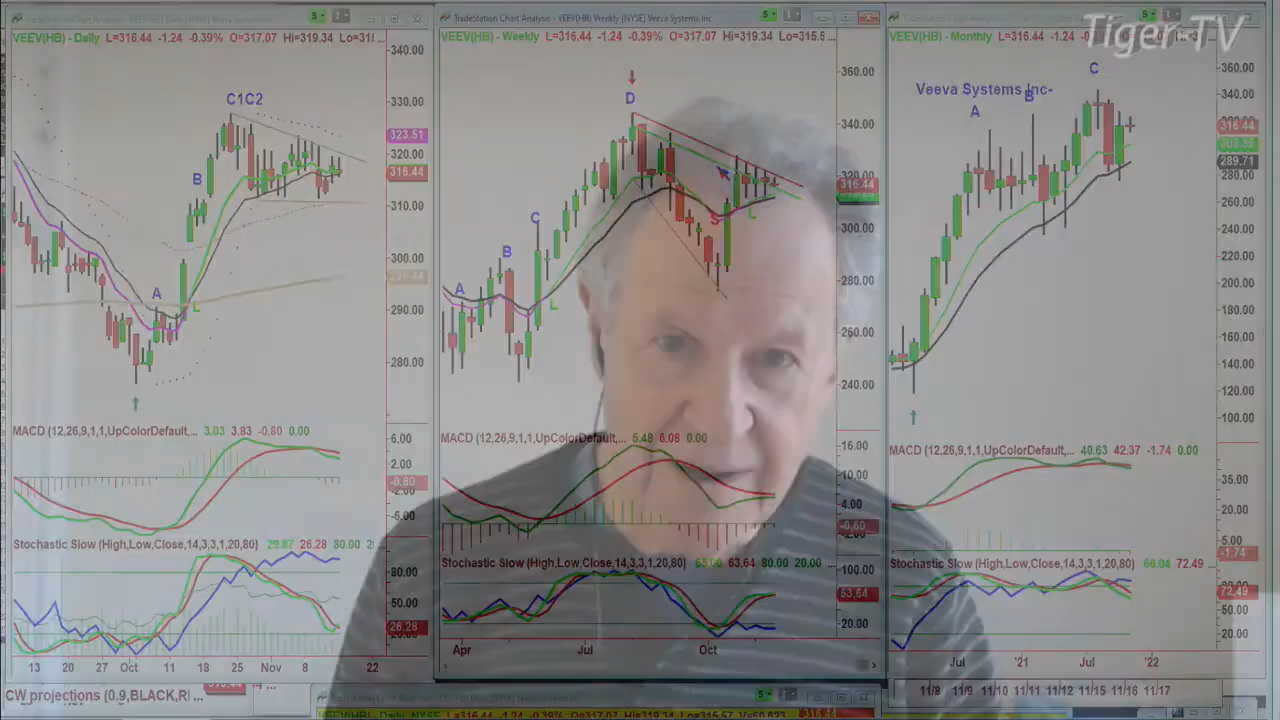 TradeStation Chart Analysis - VEEV(HB) Weekly [NYSE] Veeva Systems Inc
Tiger-TV
VEEV(HB) - Daily L=316.44 -1.24 -0.39% O=317.07 Hi=319.34
340.00
C1C2
330.00
323.51
320.00
316.44
B
310.00
300.00
A
L
290.00
280.00
MACD (12,26,9,1,1,UpColorDefault,... 3.03 3.83 -0.80 0.00
6.00
2.00
-0.80
-2.00
-6.00
Stochastic Slow (High,Low,Close,14,3,3,1,20,80) 29.87 26.28 80.00
80.00
50.00
26.28
13 20 27 Oct 11 18 25 Nov 8 22
CW projections (0.9,BLACK,RI
VEEV(HB) - Weekly L=316.44 -1.24 -0.39% O=317.07 Hi=319.34 Lo=315.5...
360.00
D
340.00
320.00
316.44
C
S
L
300.00
B
280.00
A
L
260.00
240.00
MACD (12,26,9,1,1,UpColorDefault,... 5.48 6.08 0.00
16.00
10.00
4.00
-0.60
-2.00
Stochastic Slow (High,Low,Close,14,3,3,1,20,80) 63.64 80.00 20.00
100.00
63.64
20.00
Apr Jul Oct
VEEV(HB) - Monthly L=316.44 -1.24
360.00
C
Veeva Systems Inc-
B
A
340.00
316.44
303.35
289.71
280.00
260.00
240.00
220.00
200.00
180.00
160.00
140.00
120.00
100.00
MACD (12,26,9,1,1,UpColorDefault,... 40.63 42.37 -1.74 0.00
35.00
20.00
5.00
-1.74
Stochastic Slow (High,Low,Close,14,3,3,1,20,80) 66.04 72.49
72.49
50.00
20.00
Jul '21 Jul '22
11/8 11/9 11/10 11/11 11/12 11/15 11/16 11/17